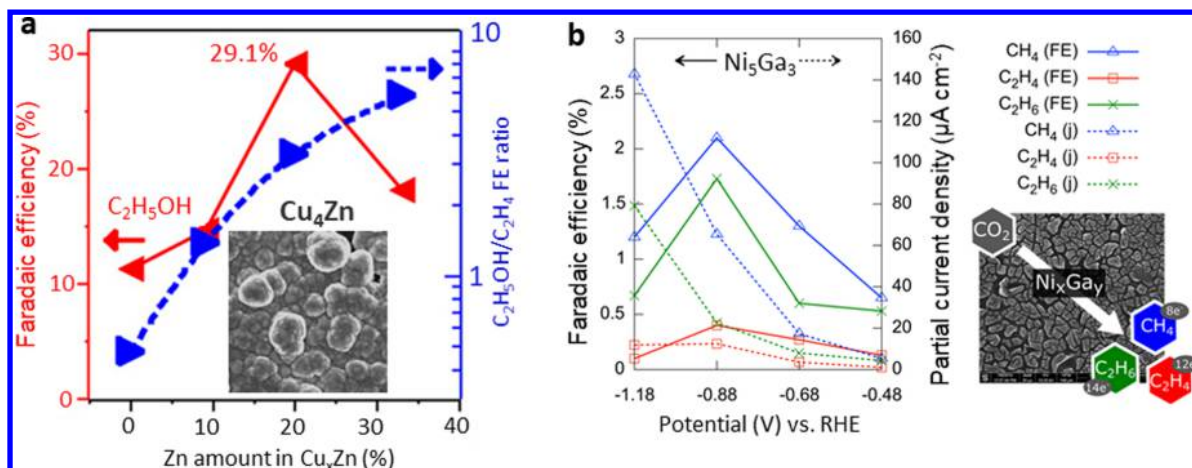 a
30
20
10
0
Faradaic efficiency (%)
29.1%
C₂H₅OH
Cu₄Zn
10
1
C₂H₅OH/C₂H₄ FE ratio
0 10 20 30 40
Zn amount in CuₓZn (%)
b
3
2.5
2
1.5
1
0.5
0
Faradaic efficiency (%)
Ni₅Ga₃
160
140
120
100
80
60
40
20
0
Partial current density (µA cm⁻²)
-1.18 -0.88 -0.68 -0.48
Potential (V) vs. RHE
CH₄ (FE)
C₂H₄ (FE)
C₂H₆ (FE)
CH₄ (j)
C₂H₄ (j)
C₂H₆ (j)
CO₂
NiₓGaᵧ
8e⁻
CH₄
C₂H₆
14e⁻
12e
C₂H₄